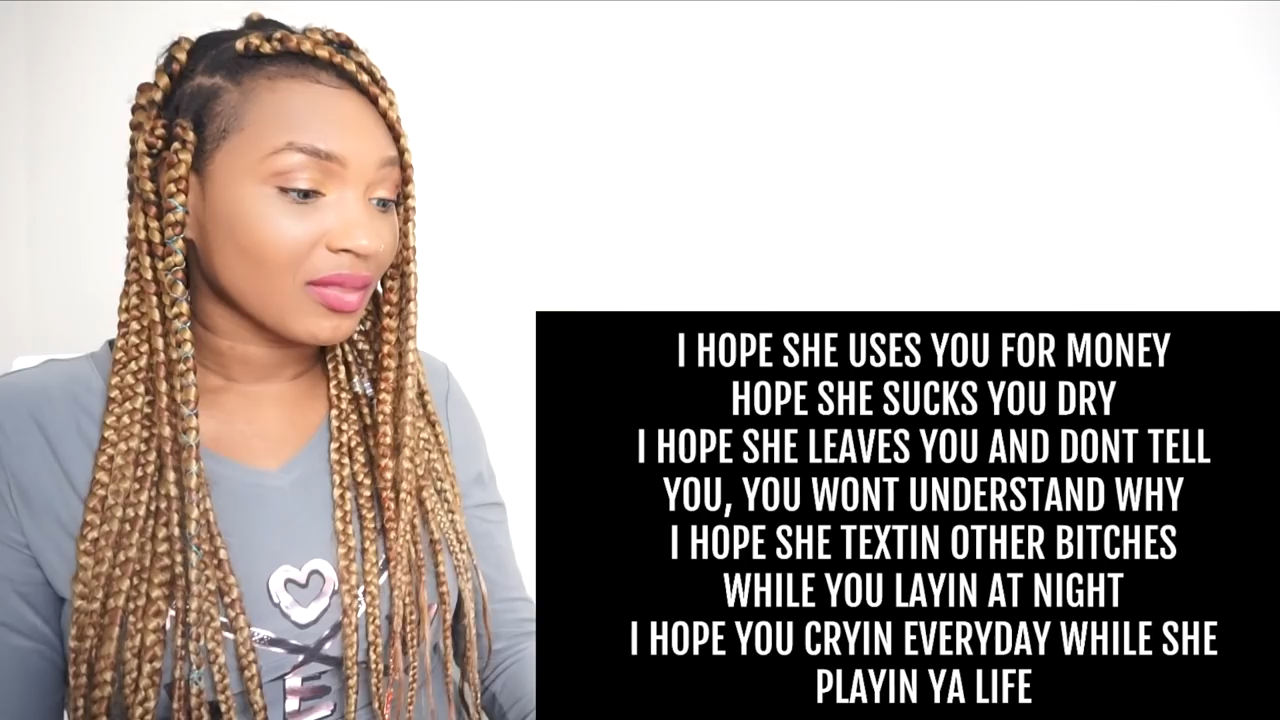 I HOPE SHE USES YOU FOR MONEY
HOPE SHE SUCKS YOU DRY
I HOPE SHE LEAVES YOU AND DONT TELL
YOU, YOU WONT UNDERSTAND WHY
I HOPE SHE TEXTIN OTHER BITCHES
WHILE YOU LAYIN AT NIGHT
I HOPE YOU CRYIN EVERYDAY WHILE SHE
PLAYIN YA LIFE